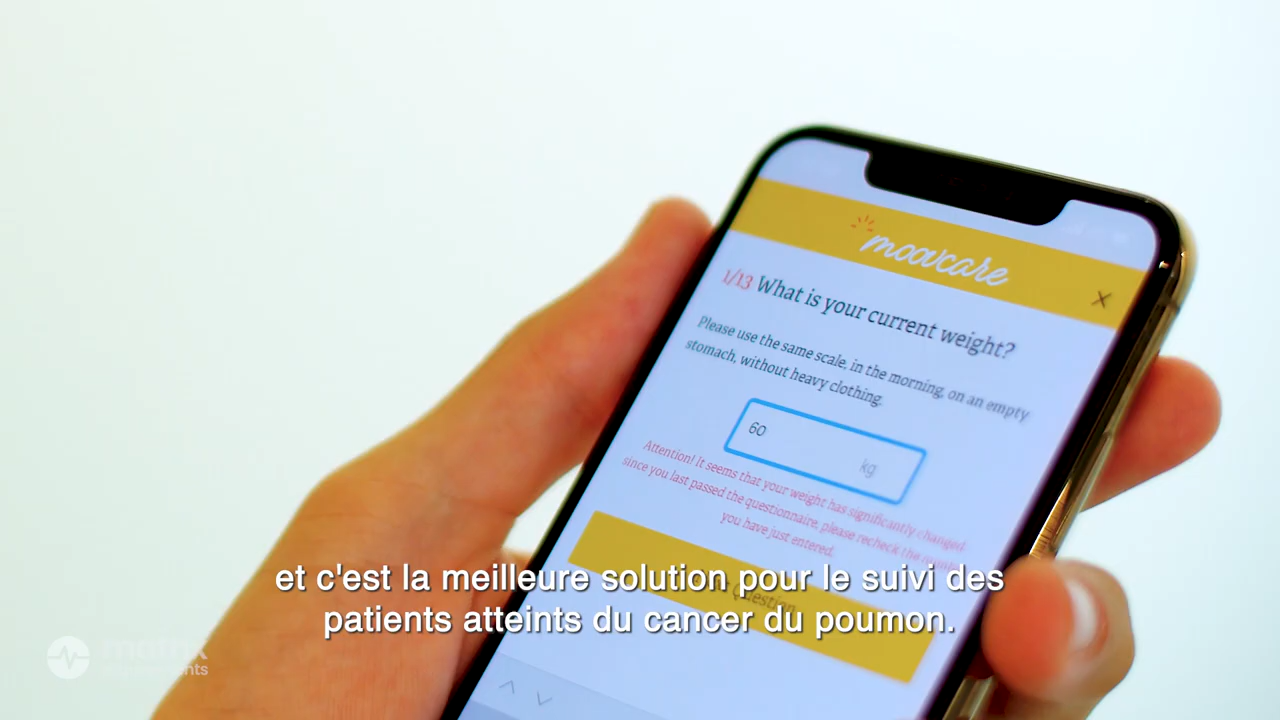 moovcare
1/13 What is your current weight?
Please use the same scale, in the morning, on an empty
stomach, without heavy clothing.
60
kg
Attention! It seems that your weight has significantly changed
since you last passed the questionnaire, please recheck the
you have just entered.
Question
et c'est la meilleure solution pour le suivi des
patients atteints du cancer du poumon.